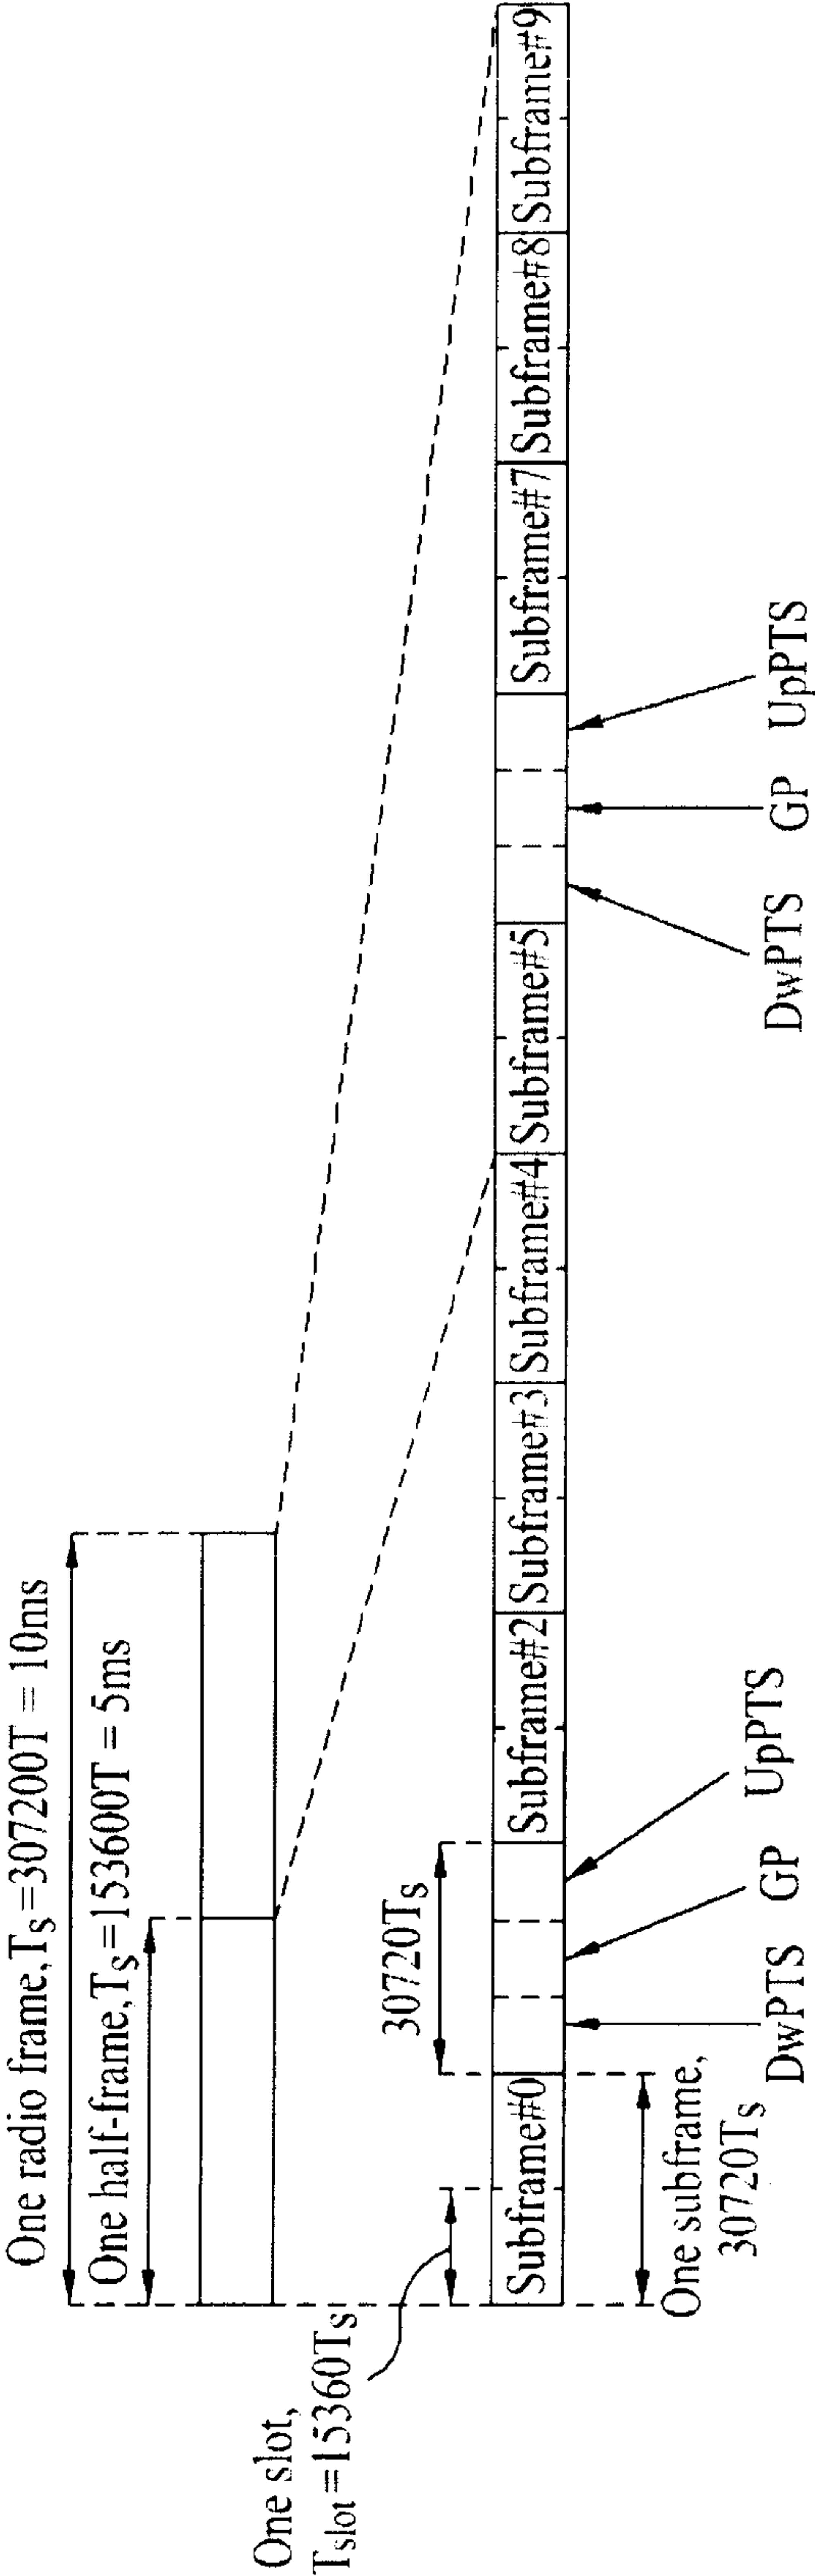 One radio frame,Ts=307200T = 10ms
One half-frame,Ts=153600T = 5ms
One slot,
Tslot=15360Ts
30720Ts
Subframe#0
Subframe#2
Subframe#3
Subframe#4
Subframe#5
Subframe#7
Subframe#8
Subframe#9
One subframe,
30720Ts
DwPTS
GP
UpPTS
DwPTS
GP
UpPTS